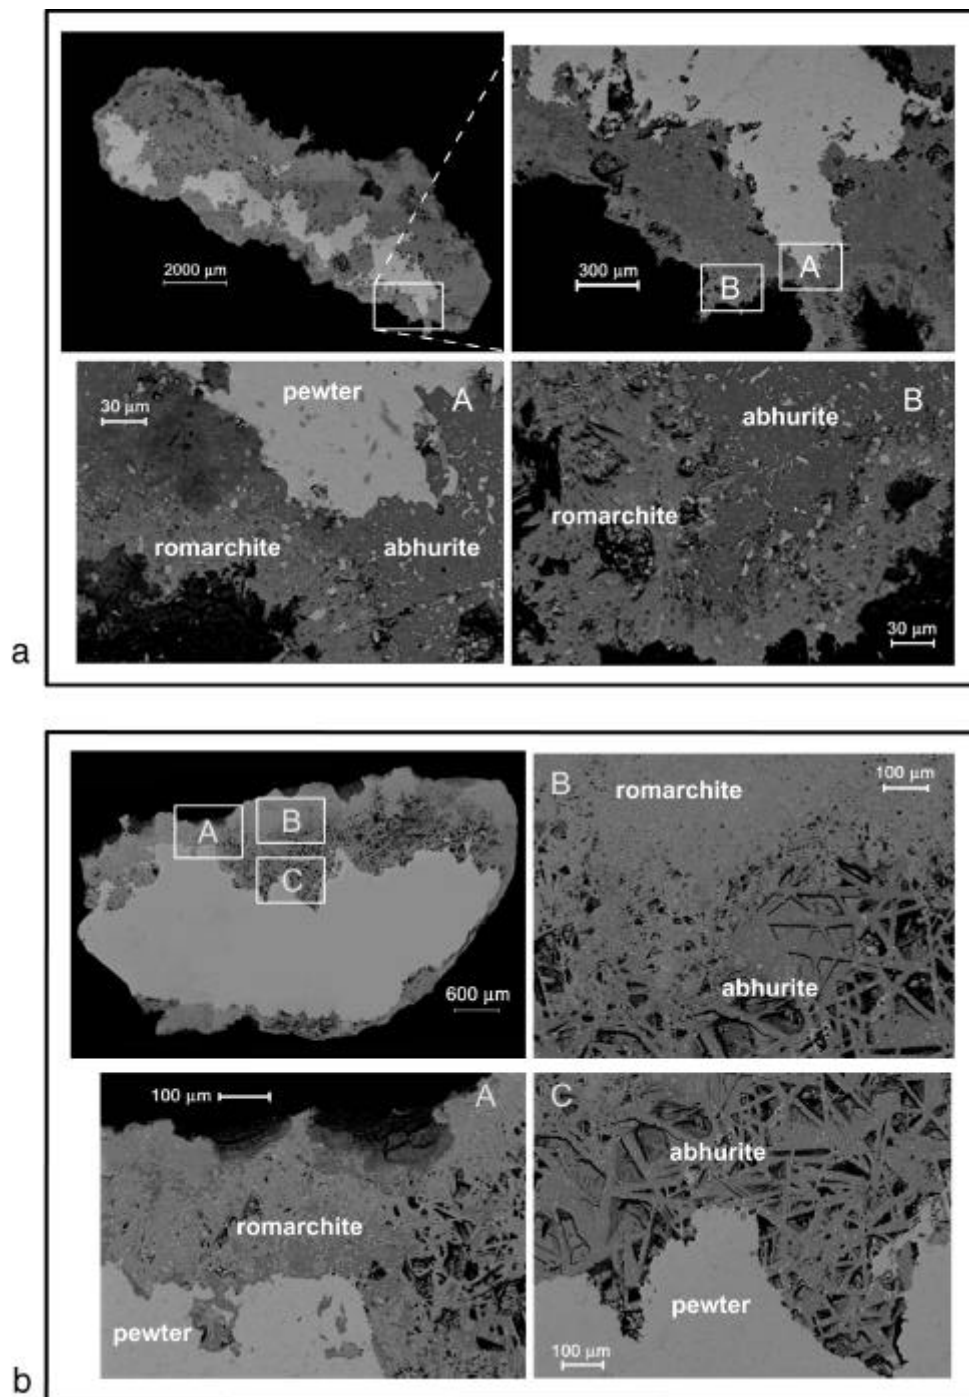 a
2000 µm
300 µm
B
A
pewter
A
30 µm
romarchite
abhurite
abhurite
B
romarchite
30 µm
b
A
B
C
600 µm
B
100 µm
romarchite
abhurite
100 µm
A
romarchite
pewter
C
abhurite
pewter
100 µm